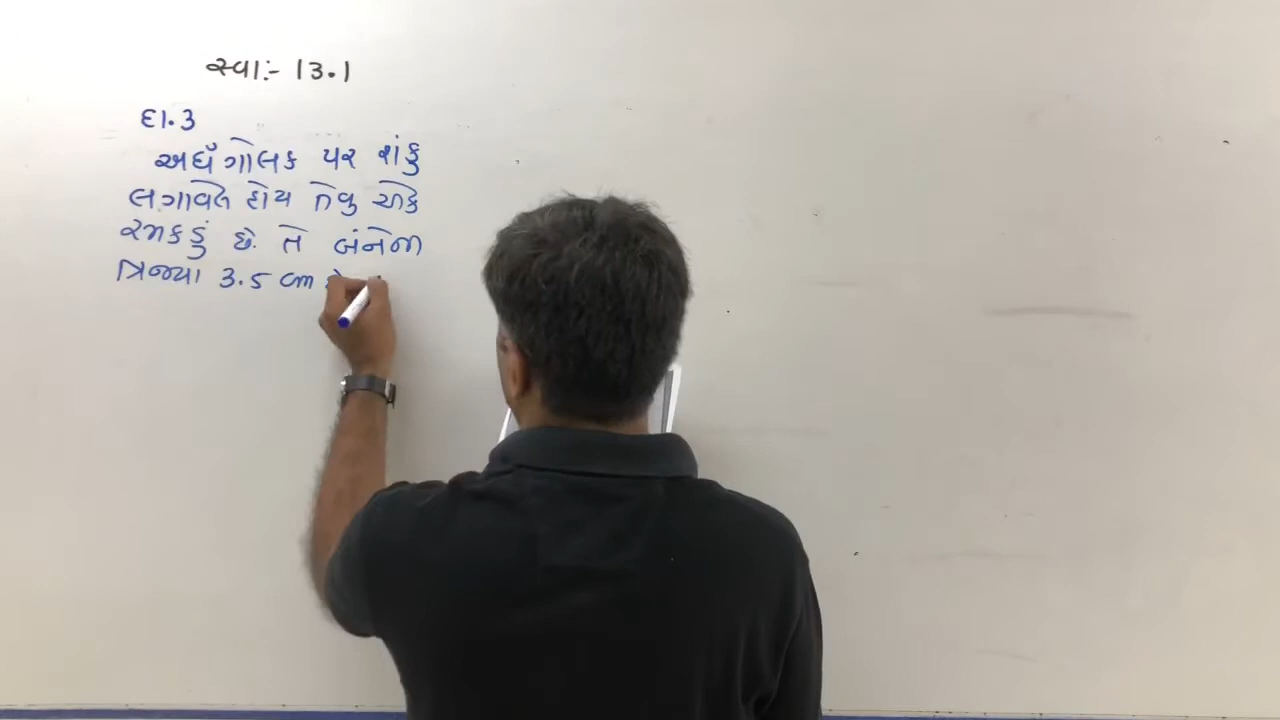 સ્વા:- 13.1
દા.3
અર્ધગોલક પર શંકુ
લગાવેલ હોય તેવુ એક
રમકડું છે. તે બંનેના
ત્રિજ્યા 3.5 cm